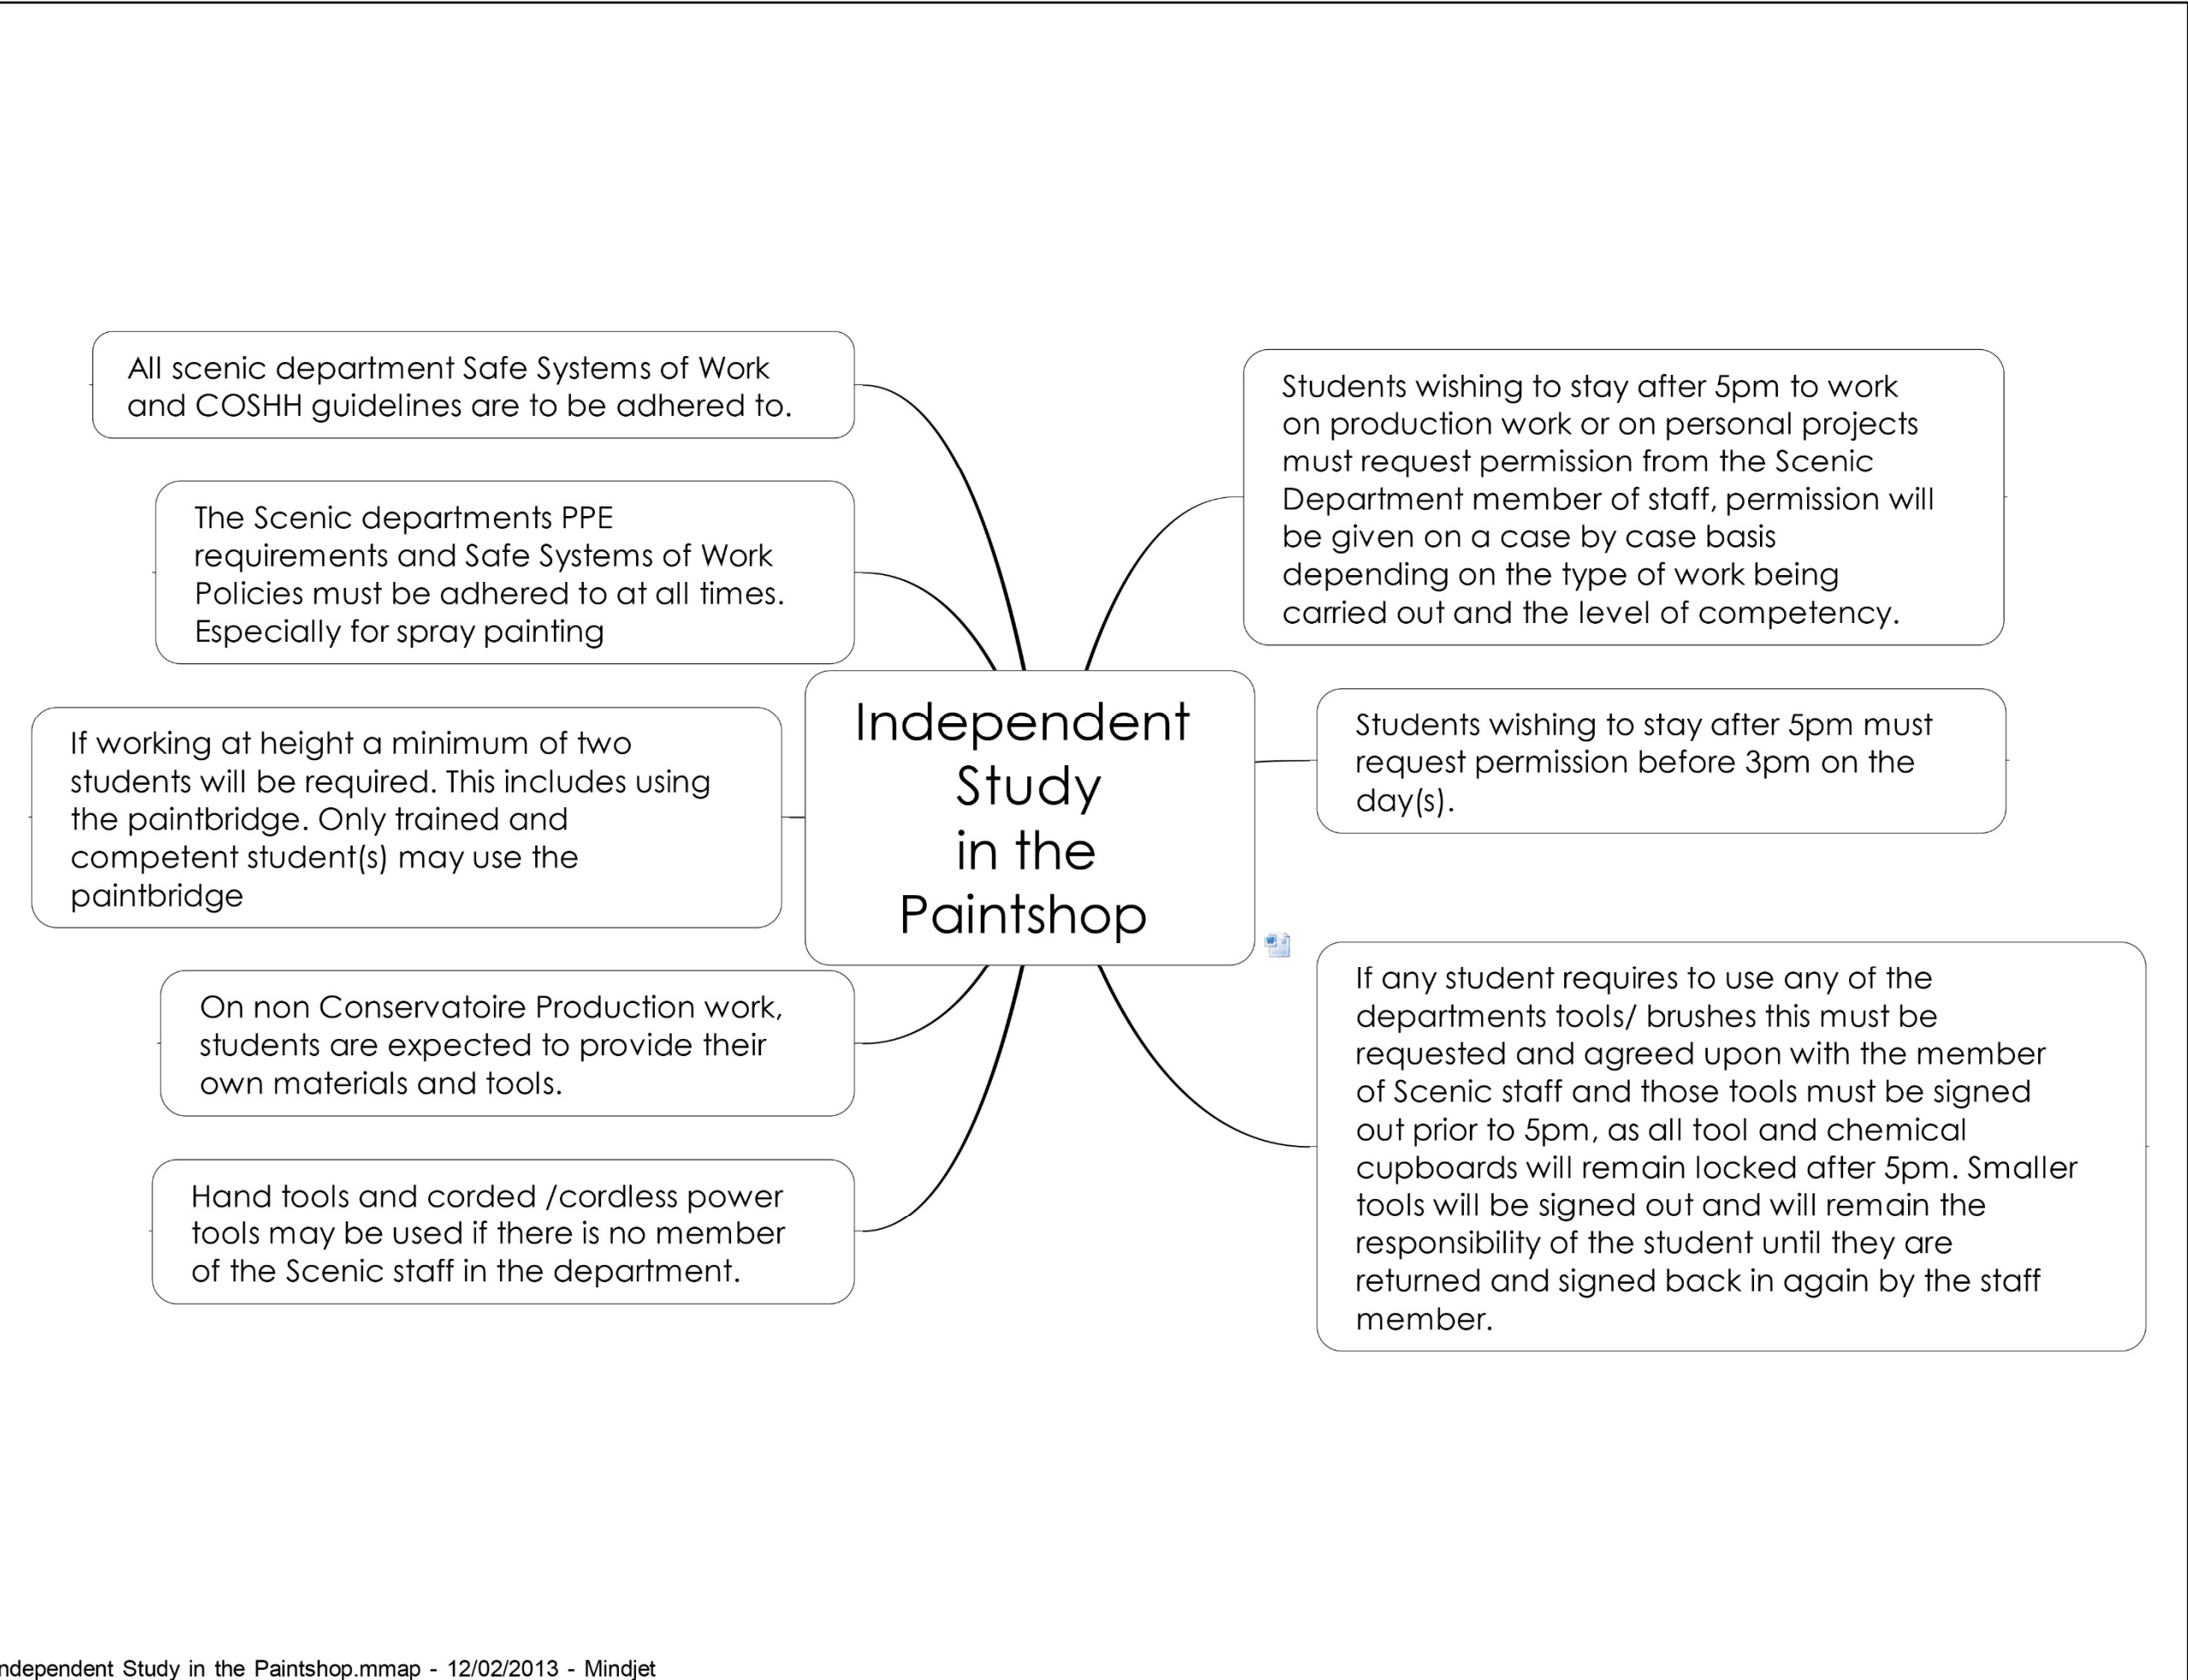 All scenic department Safe Systems of Work
and COSHH guidelines are to be adhered to.
The Scenic departments PPE
requirements and Safe Systems of Work
Policies must be adhered to at all times.
Especially for spray painting
If working at height a minimum of two
students will be required. This includes using
the paintbridge. Only trained and
competent student(s) may use the
paintbridge
On non Conservatoire Production work,
students are expected to provide their
own materials and tools.
Hand tools and corded /cordless power
tools may be used if there is no member
of the Scenic staff in the department.
Independent
Study
in the
Paintshop
Students wishing to stay after 5pm to work
on production work or on personal projects
must request permission from the Scenic
Department member of staff, permission will
be given on a case by case basis
depending on the type of work being
carried out and the level of competency.
Students wishing to stay after 5pm must
request permission before 3pm on the
day(s).
If any student requires to use any of the
departments tools/ brushes this must be
requested and agreed upon with the member
of Scenic staff and those tools must be signed
out prior to 5pm, as all tool and chemical
cupboards will remain locked after 5pm. Smaller
tools will be signed out and will remain the
responsibility of the student until they are
returned and signed back in again by the staff
member.
ndependent Study in the Paintshop.mmap - 12/02/2013 - Mindjet